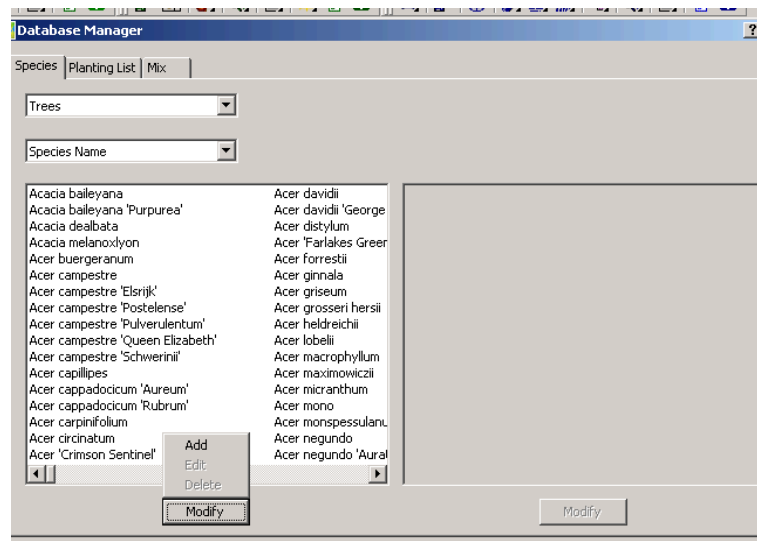 Database Manager
?
Species Planting List Mix
Trees
Species Name
Acacia baileyana
Acacia baileyana 'Purpurea'
Acacia dealbata
Acacia melanoxlyon
Acer buergeranum
Acer campestre
Acer campestre 'Elsrijk'
Acer campestre 'Postelense'
Acer campestre 'Pulverulentum'
Acer campestre 'Queen Elizabeth'
Acer campestre 'Schwerinii'
Acer capillipes
Acer cappadocicum 'Aureum'
Acer cappadocicum 'Rubrum'
Acer carpinifolium
Acer circinatum
Acer 'Crimson Sentinel'
Acer davidii
Acer davidii 'George
Acer distylum
Acer 'Farlakes Green
Acer forrestii
Acer ginnala
Acer griseum
Acer grosseri hersii
Acer heldreichii
Acer lobelii
Acer macrophyllum
Acer maximowiczii
Acer micranthum
Acer mono
Acer monspessulanu
Acer negundo
Acer negundo 'Aura
Add
Edit
Delete
Modify
Modify